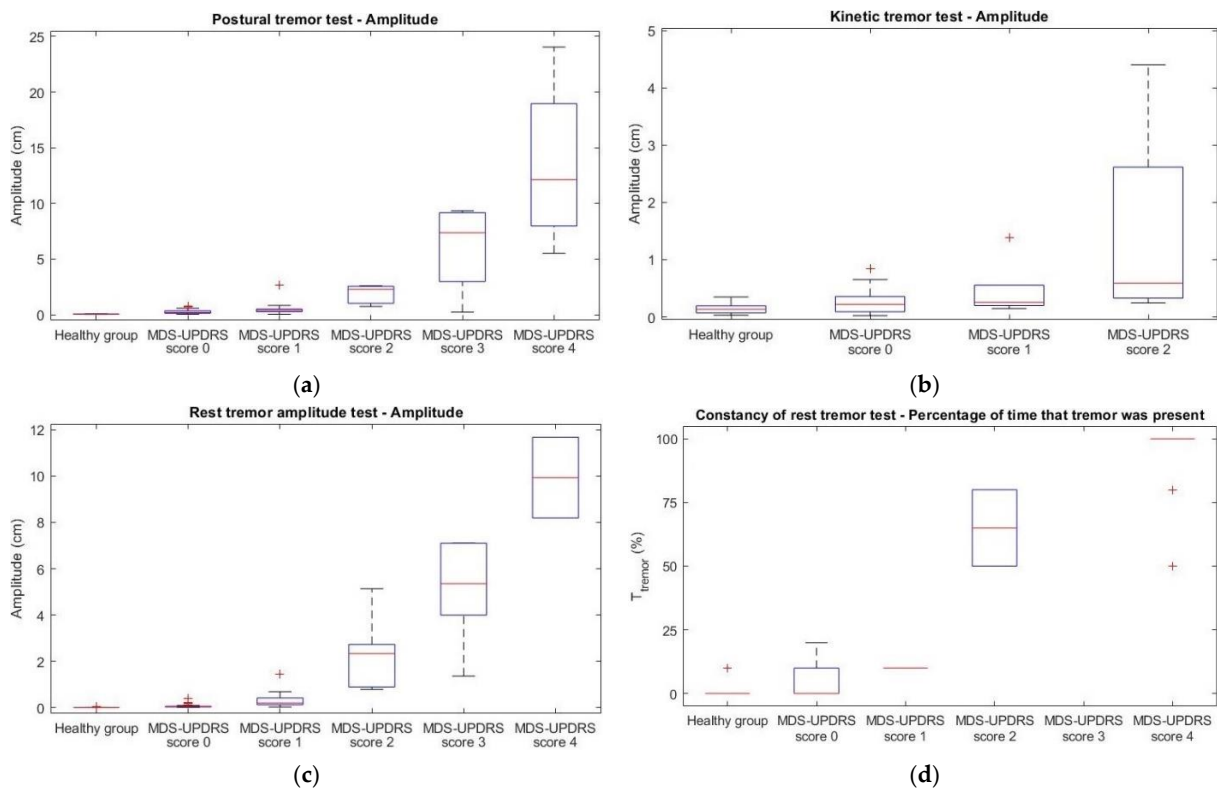 Postural tremor test - Amplitude
Amplitude (cm)
25
20
15
10
5
0
Healthy group
MDS-UPDRS
score 0
MDS-UPDRS
score 1
MDS-UPDRS
score 2
MDS-UPDRS
score 3
MDS-UPDRS
score 4
(a)
Kinetic tremor test - Amplitude
Amplitude (cm)
5
4
3
2
1
0
Healthy group
MDS-UPDRS
score 0
MDS-UPDRS
score 1
MDS-UPDRS
score 2
(b)
Rest tremor amplitude test - Amplitude
Amplitude (cm)
12
10
8
6
4
2
0
Healthy group
MDS-UPDRS
score 0
MDS-UPDRS
score 1
MDS-UPDRS
score 2
MDS-UPDRS
score 3
MDS-UPDRS
score 4
(c)
Constancy of rest tremor test - Percentage of time that tremor was present
T tremor (%)
100
75
50
25
0
Healthy group
MDS-UPDRS
score 0
MDS-UPDRS
score 1
MDS-UPDRS
score 2
MDS-UPDRS
score 3
MDS-UPDRS
score 4
(d)